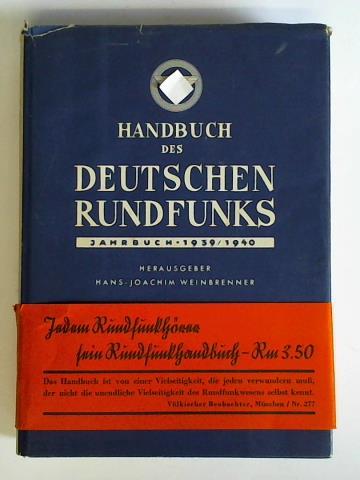 HANDBUCH
DES
DEUTSCHEN
RUNDFUNKS
JAHRBUCH · 1939/1940
HERAUSGEBER
HANS-JOACHIM WEINBRENNER
Jedem Rundfunkhörer
sein Rundfunkhandbuch - RM 3.50
Das Handbuch ist von einer Vielseitigkeit, die jeden verwundern muß,
der nicht die unendliche Vielseitigkeit des Rundfunkwesens selbst kennt.
Völkischer Beobachter, München / Nr. 277